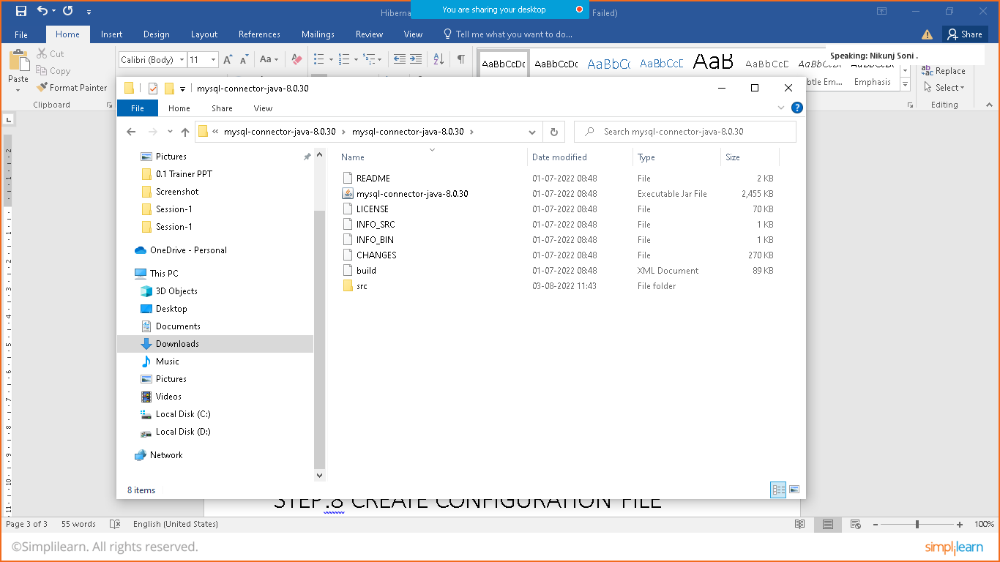 Hiberna
You are sharing your desktop
Failed)
File Home Insert Design Layout References Mailings Review View Tell me what you want to do... Share
Speaking: Nikunj Soni .
Paste
Cut
Copy
Format Painter
Clipboard
Calibri (Body) 11
Aa
AaBbCcDc AaBbCcDc AaBbCc AaBbCcD AaB AaBbCcD
Emphasis
Replace
Select
Editing
mysql-connector-java-8.0.30
File Home Share View
« mysql-connector-java-8.0.30 > mysql-connector-java-8.0.30 >
Search mysql-connector-java-8.0.30
Pictures
0.1 Trainer PPT
Screenshot
Session-1
Session-1
OneDrive - Personal
This PC
3D Objects
Desktop
Documents
Downloads
Music
Pictures
Videos
Local Disk (C:)
Local Disk (D:)
Network
Name Date modified Type Size
README 01-07-2022 08:48 File 2 KB
mysql-connector-java-8.0.30 01-07-2022 08:48 Executable Jar File 2,455 KB
LICENSE 01-07-2022 08:48 File 70 KB
INFO_SRC 01-07-2022 08:48 File 1 KB
INFO_BIN 01-07-2022 08:48 File 1 KB
CHANGES 01-07-2022 08:48 File 270 KB
build 01-07-2022 08:48 XML Document 89 KB
src 03-08-2022 11:43 File folder
8 items
STEP:8 CREATE CONFIGURATION FILE
Page 3 of 3 55 words English (United States) 100%
©Simplilearn. All rights reserved.
simplilearn